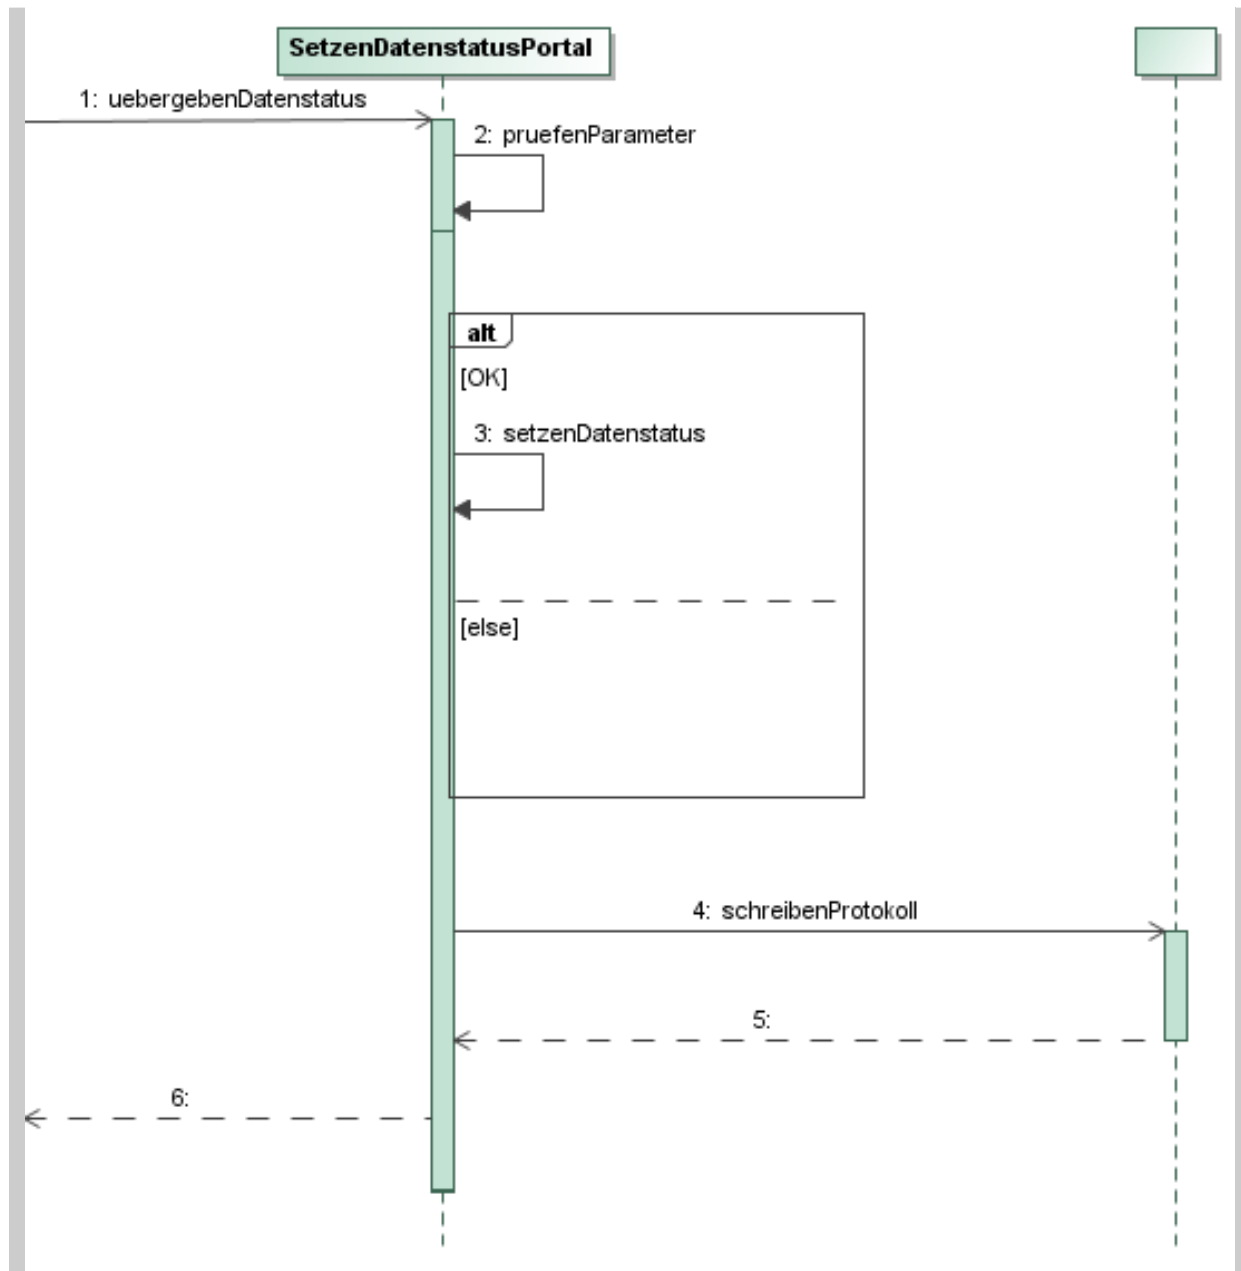 SetzenDatenstatusPortal
1: uebergebenDatenstatus
2: pruefenParameter
alt
[OK]
3: setzenDatenstatus
[else]
4: schreibenProtokoll
5:
6: